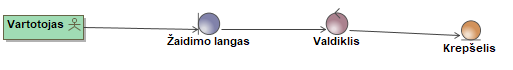 Vartotojas
Žaidimo langas
Valdiklis
Krepšelis